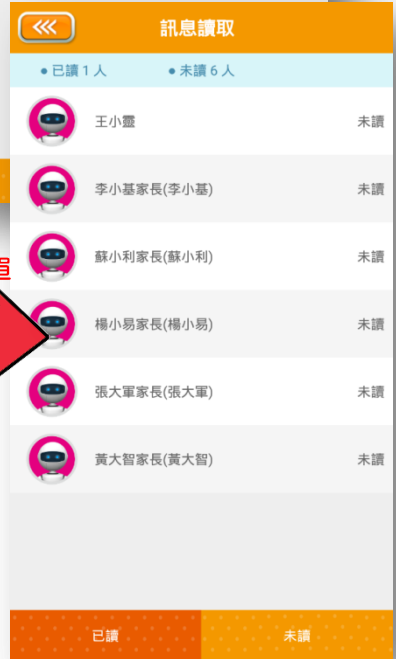 訊息讀取
●已讀1人 ●未讀6人
王小靈 未讀
李小基家長(李小基) 未讀
蘇小利家長(蘇小利) 未讀
楊小易家長(楊小易) 未讀
張大軍家長(張大軍) 未讀
黃大智家長(黃大智) 未讀
已讀 未讀